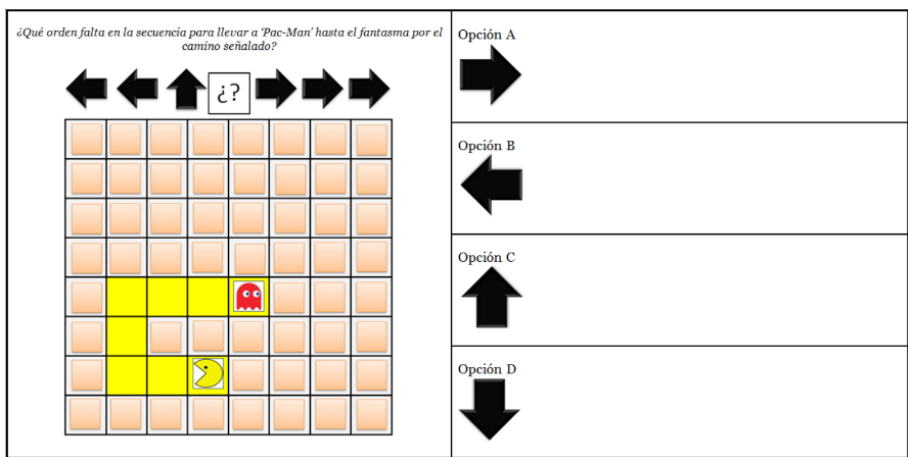 ¿Qué orden falta en la secuencia para llevar a 'Pac-Man' hasta el fantasma por el
camino señalado?
¿?
Opción A
Opción B
Opción C
Opción D